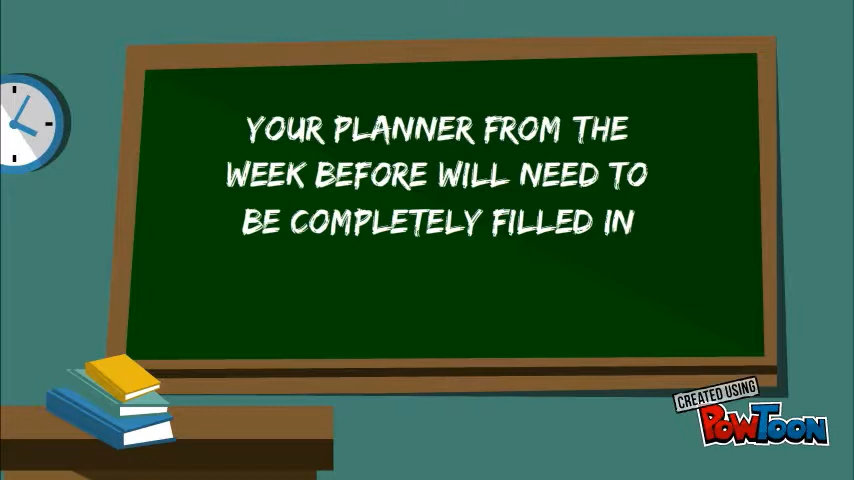 YOUR PLANNER FROM THE
WEEK BEFORE WILL NEED TO
BE COMPLETELY FILLED IN
CREATED USING
POWTOON